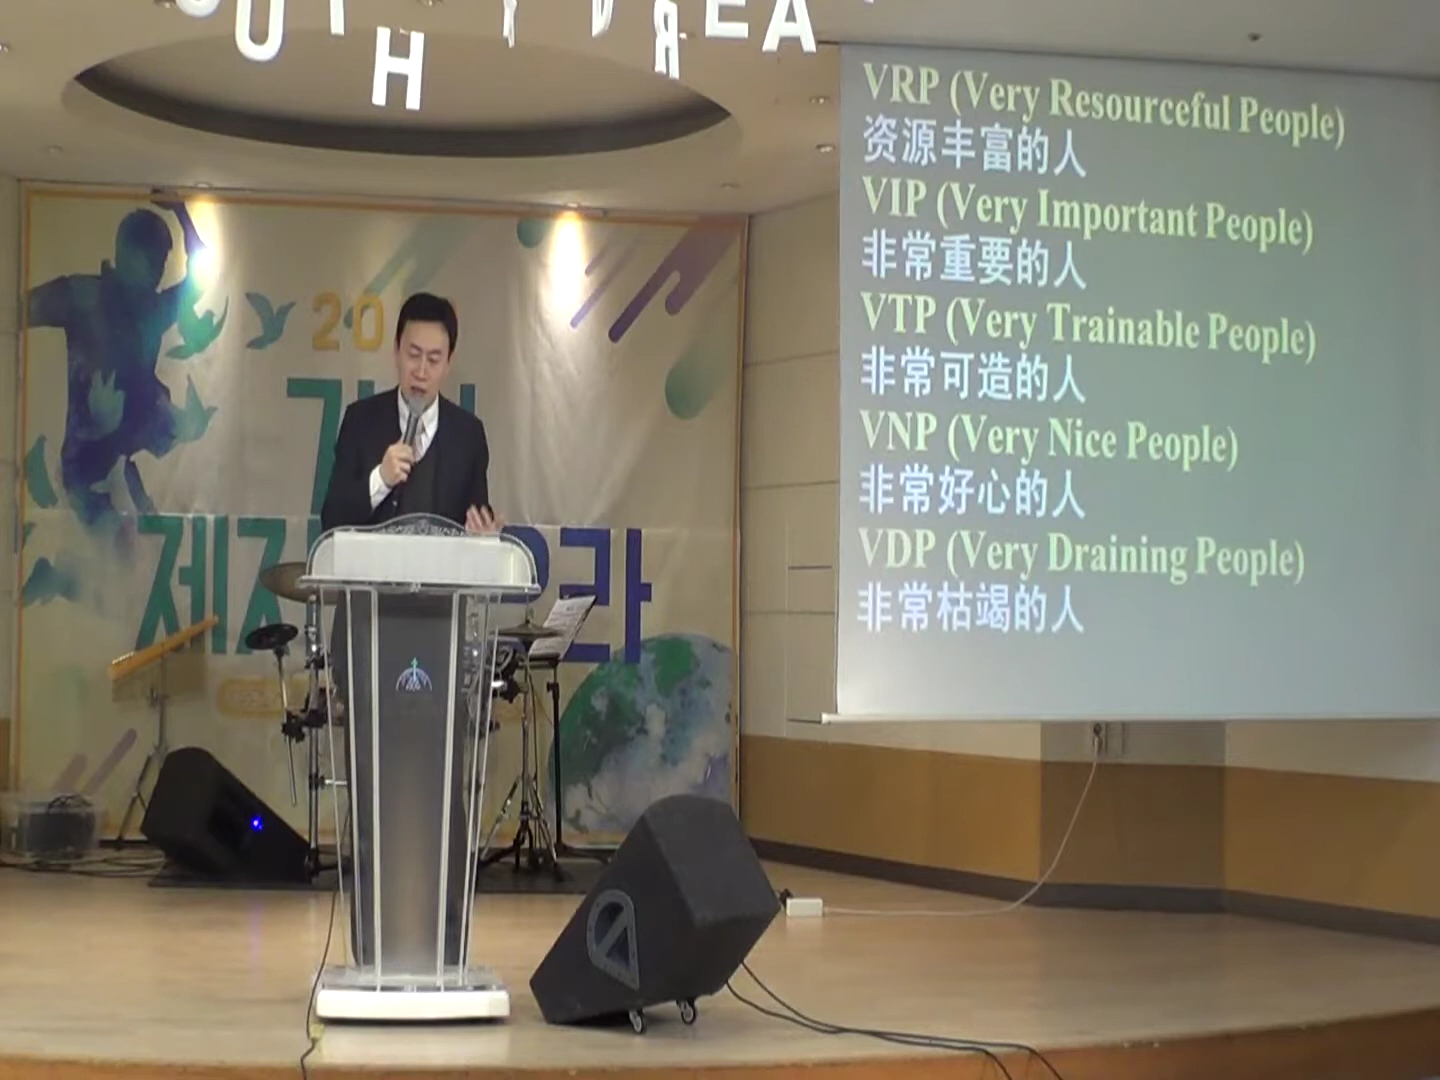 VRP (Very Resourceful People)
资源丰富的人
VIP (Very Important People)
非常重要的人
VTP (Very Trainable People)
非常可造的人
VNP (Very Nice People)
非常好心的人
VDP (Very Draining People)
非常枯竭的人
20